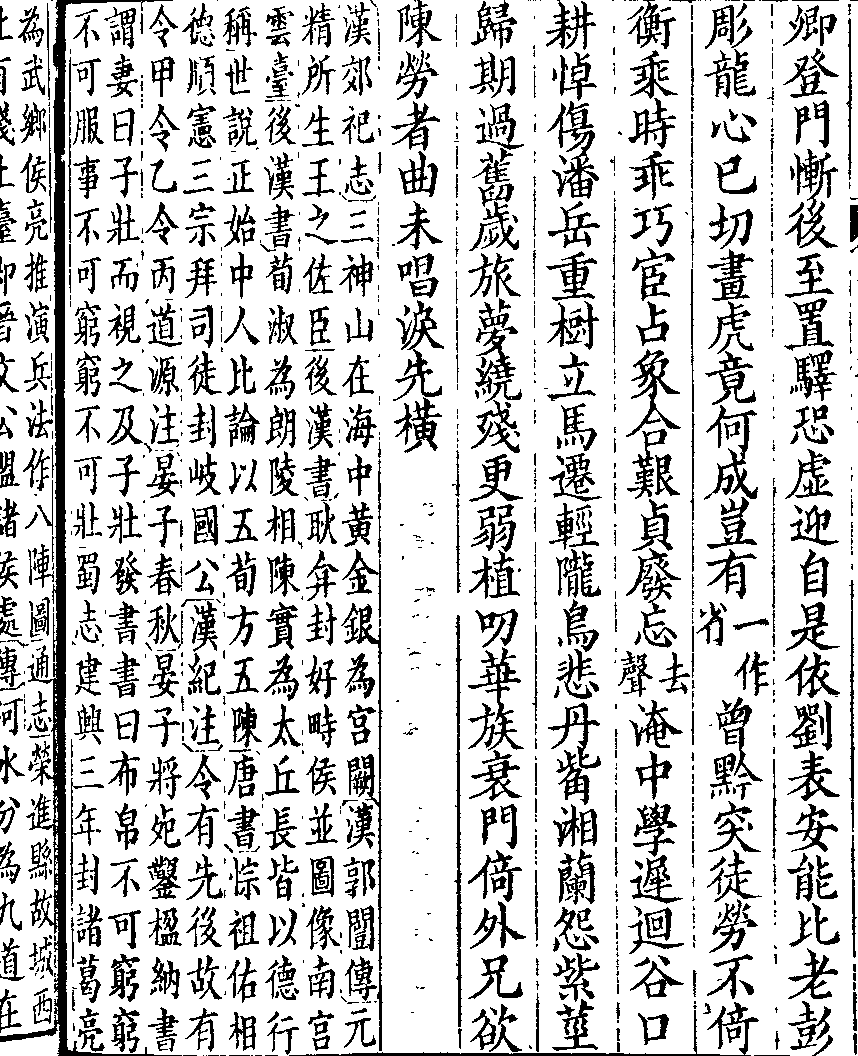 卿登門慚後至置驛恐虛迎自是依劉表安能比老彭
彫龍心已切畫虎竟何成豈有一作省曾黔突徒勞不倚
衡乘時乖巧宦占象合艱貞廢忘去聲淹中學遲迴谷口
耕悼傷潘岳重樹立馬遷輕隴鳥悲丹觜湘蘭怨紫莖
歸期過舊歲旅夢繞殘更弱植叨華族衰門倚外兄欲
陳勞者曲未唱淚先橫
漢郊祀志三神山在海中黃金銀為宮闕漢郭傳元
精所生王之佐臣後漢書耿弇封好畤侯並圖像南宮
雲臺後漢書荀淑為朗陵相陳實為太丘長皆以德行
稱世說正始中人比論以五荀方五陳唐書悰祖佑相
德順憲三宗拜司徒封岐國公漢紀注令有先後故有
令甲令乙令丙道源注晏子春秋晏子將死鑿楹納書
謂妻曰子壯而視之及子壯發書書曰布帛不可窮窮
不可服事不可窮窮不可壯蜀志建興三年封諸葛亮
為武鄉侯亮推演兵法作八陣圖通志榮進縣故城西
有踐土臺即晉文公盟諸侯處傳河水分為九道在